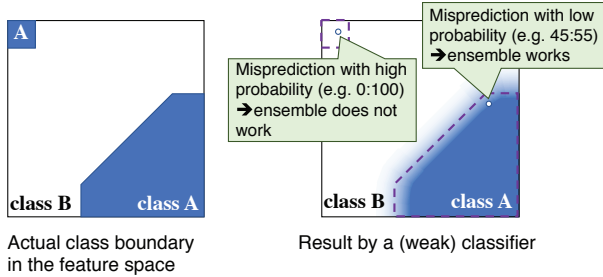 A
class B
class A
Actual class boundary
in the feature space
Misprediction with high
probability (e.g. 0:100)
➔ensemble does not
work
Misprediction with low
probability (e.g. 45:55)
➔ensemble works
class B
class A
Result by a (weak) classifier